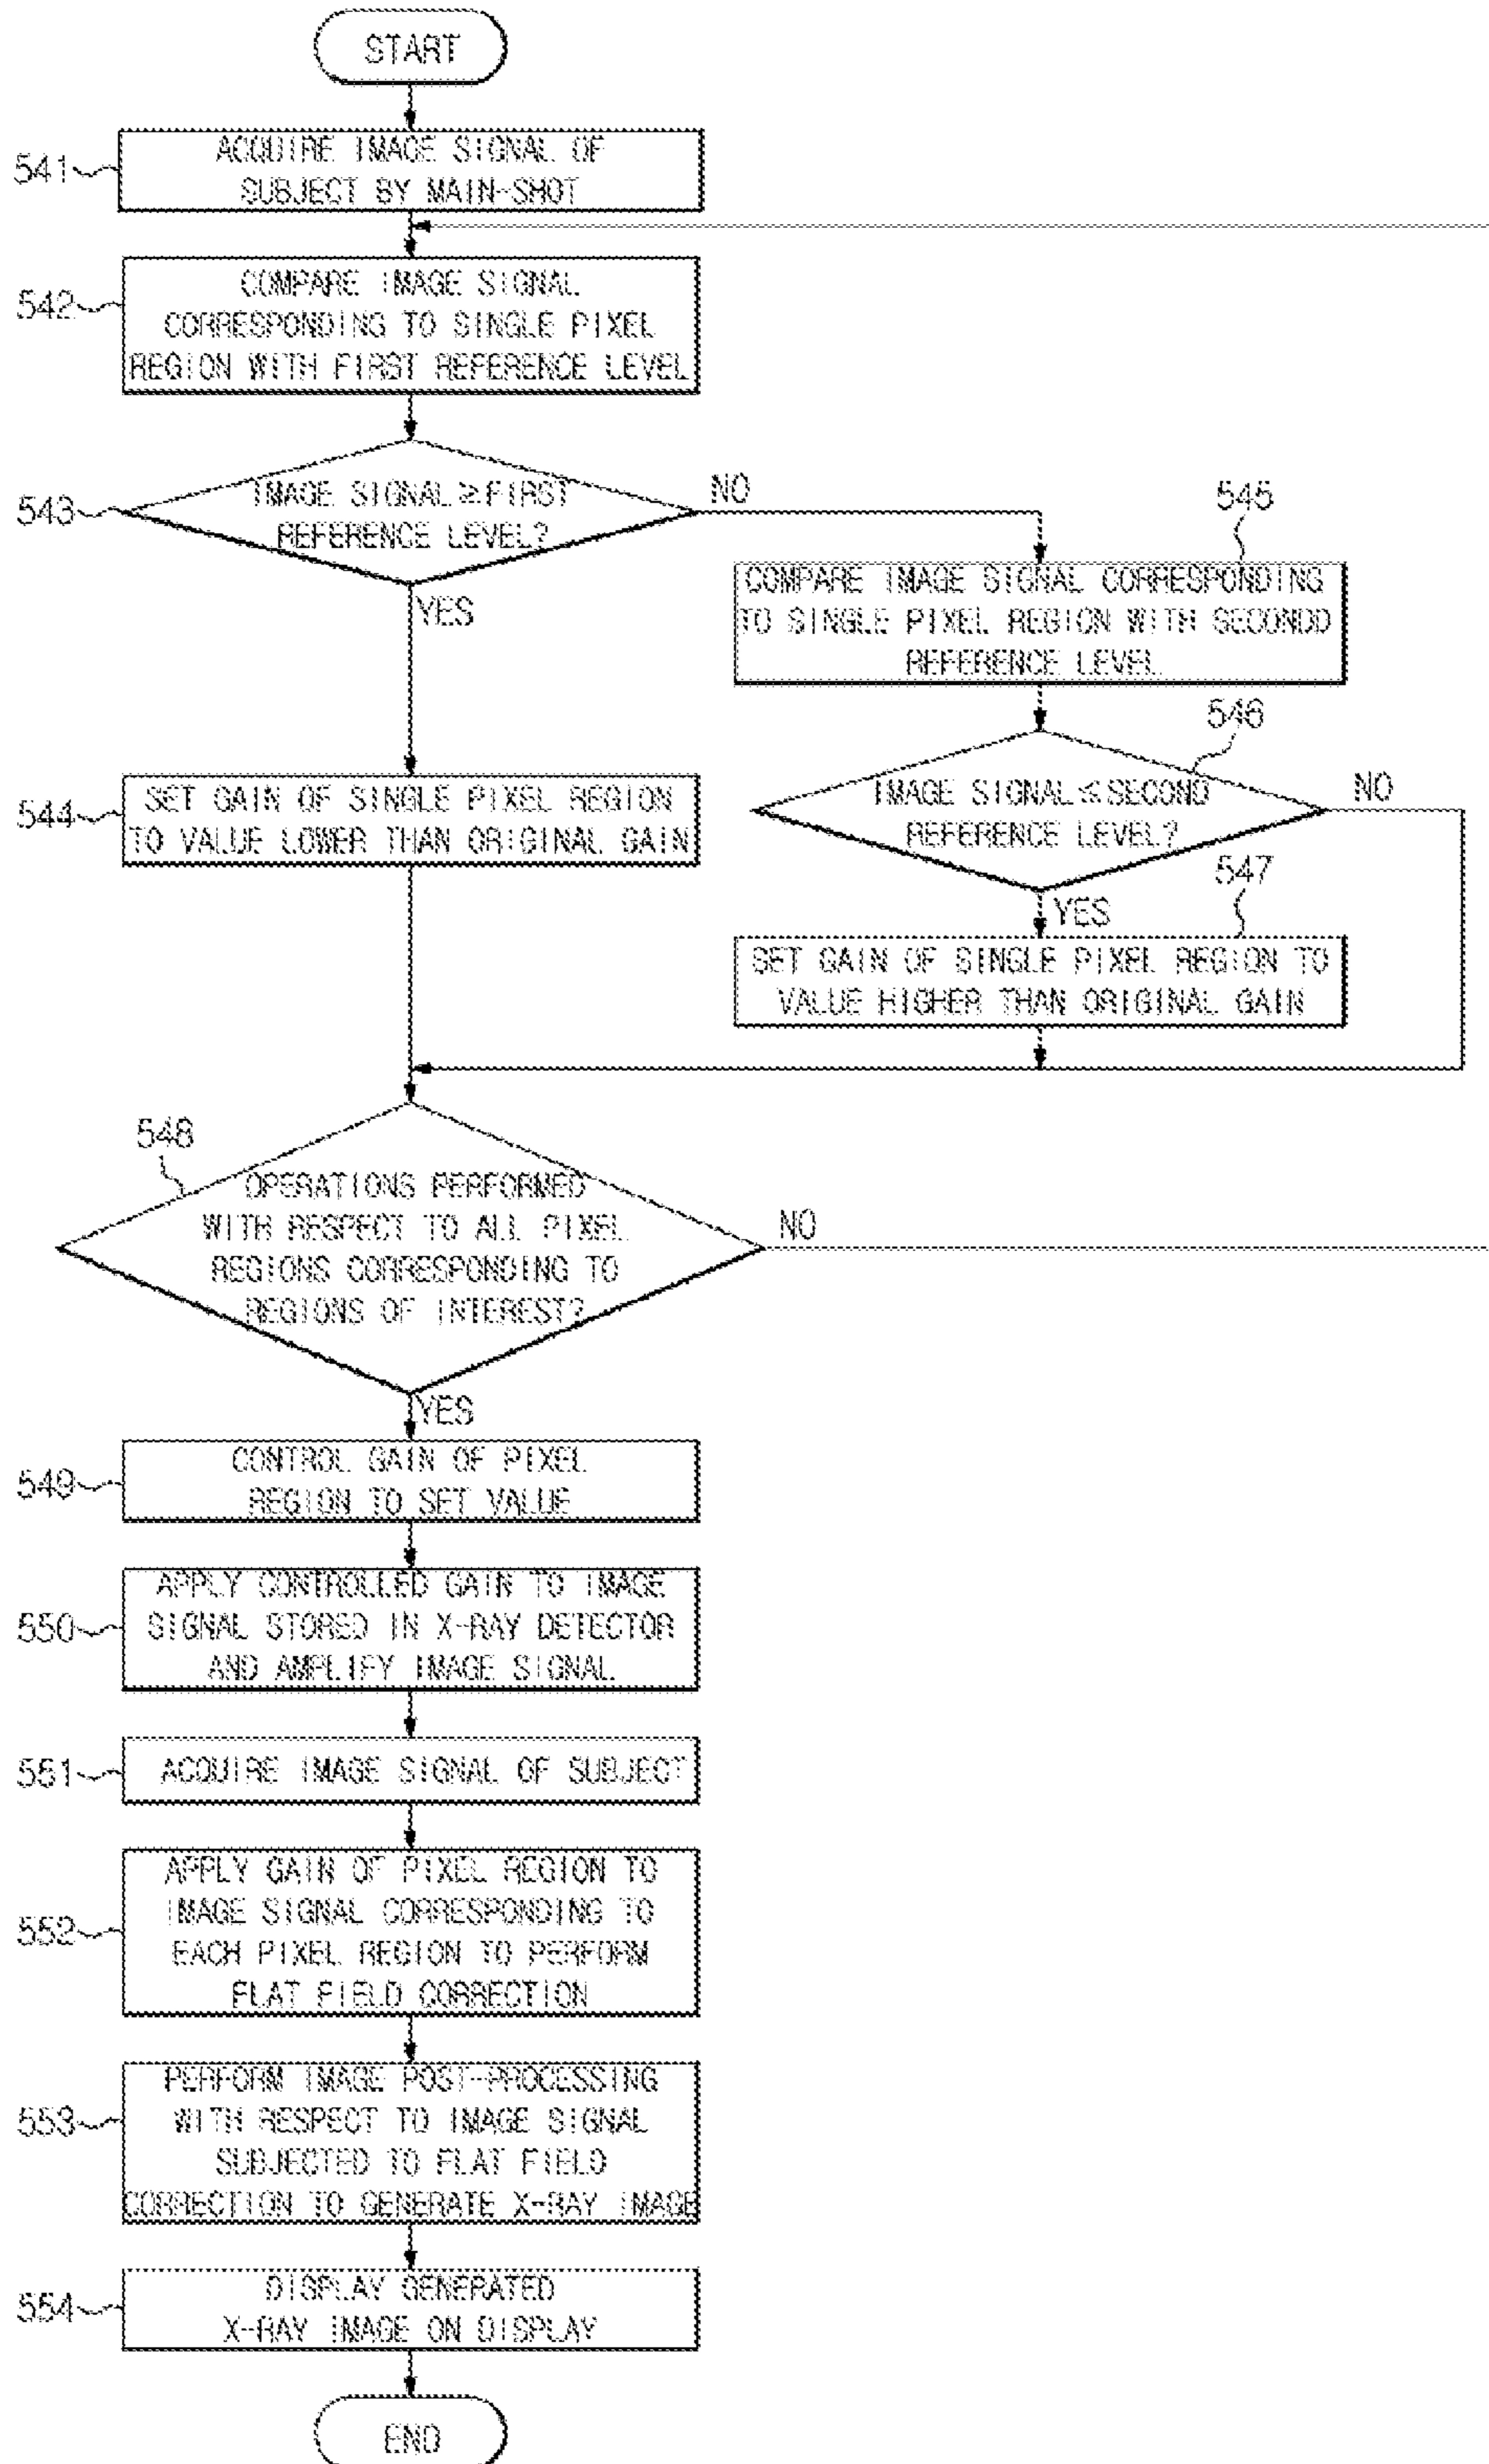 START
541
ACQUIRE IMAGE SIGNAL OF
SUBJECT BY MAIN-SHOT
542
COMPARE IMAGE SIGNAL
CORRESPONDING TO SINGLE PIXEL
REGION WITH FIRST REFERENCE LEVEL
543
IMAGE SIGNAL≥FIRST
REFERENCE LEVEL?
NO
YES
545
COMPARE IMAGE SIGNAL CORRESPONDING
TO SINGLE PIXEL REGION WITH SECONDD
REFERENCE LEVEL
546
IMAGE SIGNAL≤SECOND
REFERENCE LEVEL?
NO
YES
544
SET GAIN OF SINGLE PIXEL REGION
TO VALUE LOWER THAN ORIGINAL GAIN
547
SET GAIN OF SINGLE PIXEL REGION TO
VALUE HIGHER THAN ORIGINAL GAIN
548
OPERATIONS PERFORMED
WITH RESPECT TO ALL PIXEL
REGIONS CORRESPONDING TO
REGIONS OF INTEREST?
NO
YES
549
CONTROL GAIN OF PIXEL
REGION TO SET VALUE
550
APPLY CONTROLLED GAIN TO IMAGE
SIGNAL STORED IN X-RAY DETECTOR
AND AMPLIFY IMAGE SIGNAL
551
ACQUIRE IMAGE SIGNAL OF SUBJECT
552
APPLY GAIN OF PIXEL REGION TO
IMAGE SIGNAL CORRESPONDING TO
EACH PIXEL REGION TO PERFORM
FLAT FIELD CORRECTION
553
PERFORM IMAGE POST-PROCESSING
WITH RESPECT TO IMAGE SIGNAL
SUBJECTED TO FLAT FIELD
CORRECTION TO GENERATE X-RAY IMAGE
554
DISPLAY GENERATED
X-RAY IMAGE ON DISPLAY
END